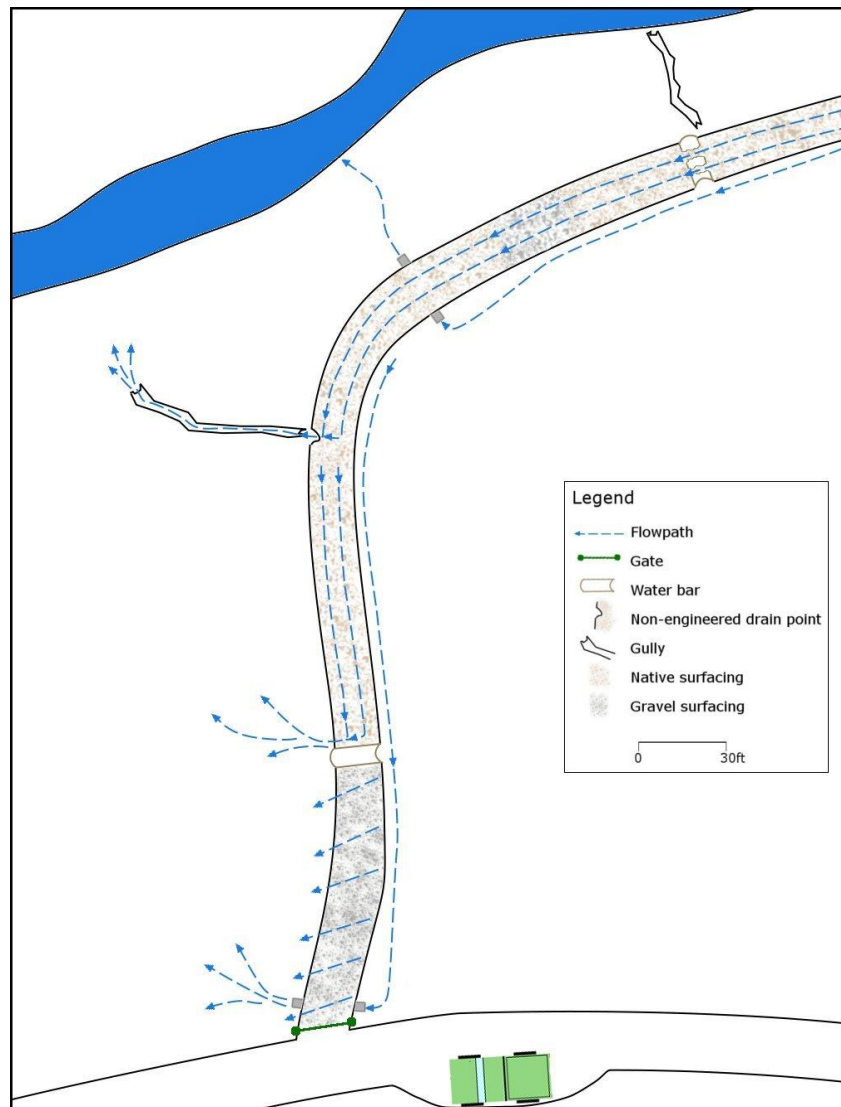 Legend
Flowpath
Gate
Water bar
Non-engineered drain point
Gully
Native surfacing
Gravel surfacing
0 30ft